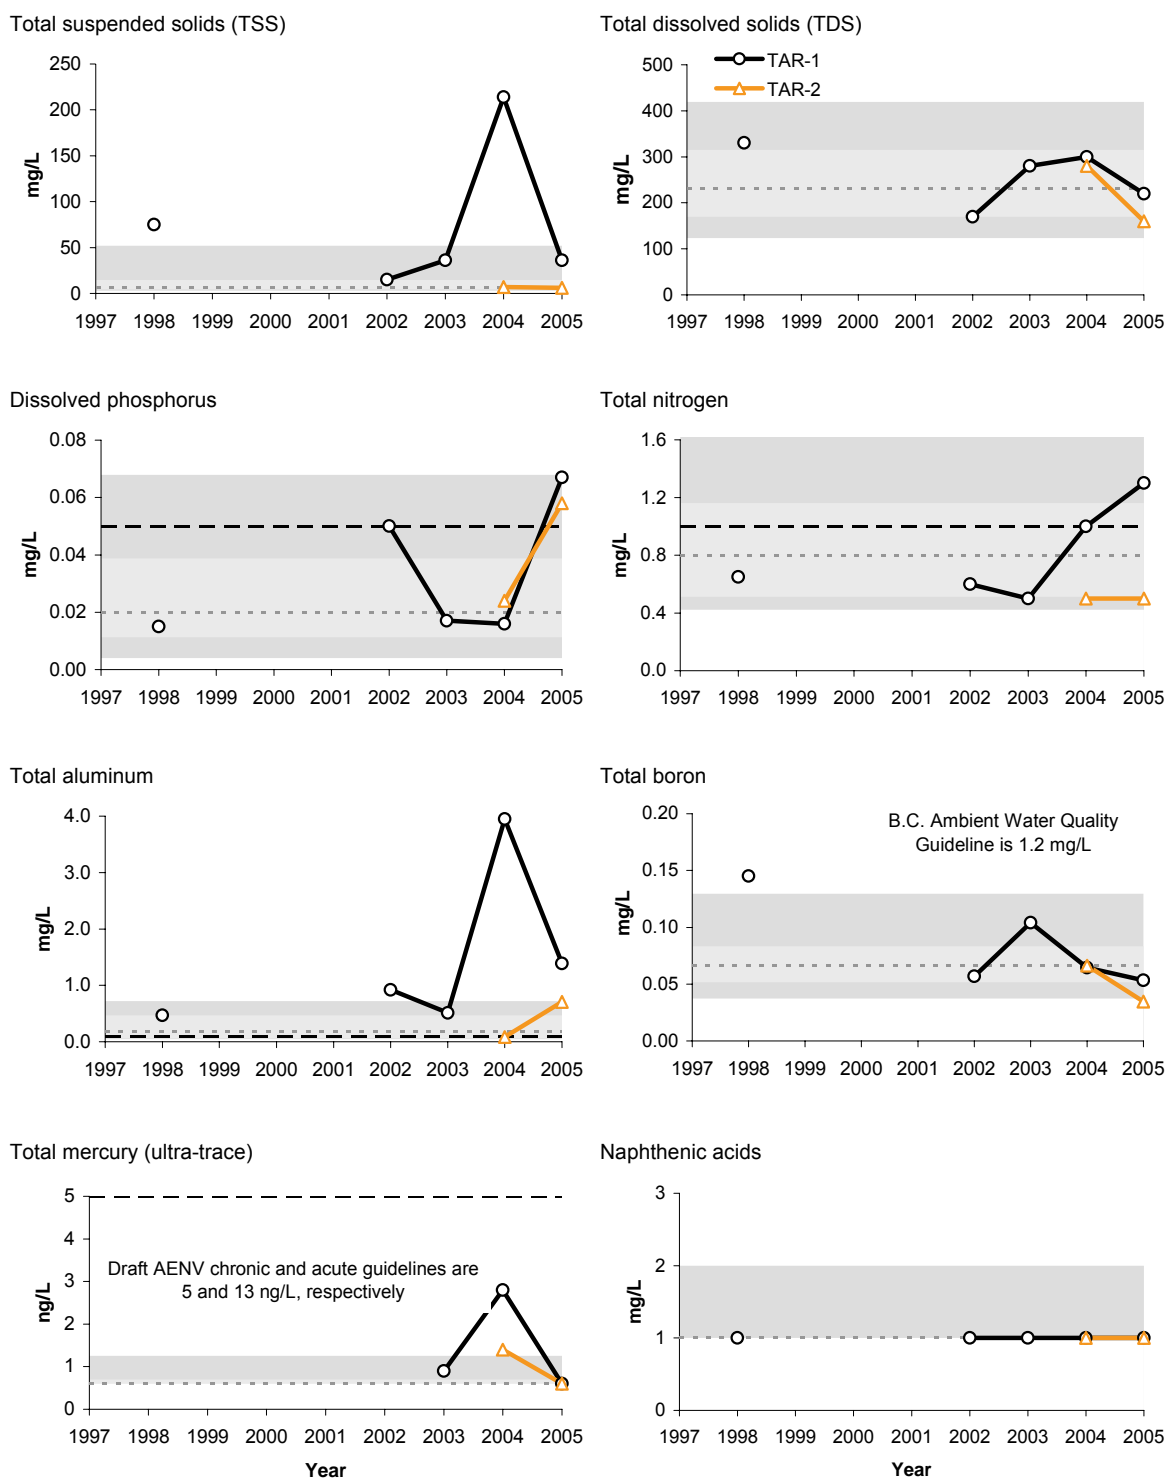 Total suspended solids (TSS)
250
200
150
100
50
0
mg/L
1997 1998 1999 2000 2001 2002 2003 2004 2005
Total dissolved solids (TDS)
TAR-1
TAR-2
500
400
300
200
100
0
mg/L
1997 1998 1999 2000 2001 2002 2003 2004 2005
Dissolved phosphorus
0.08
0.06
0.04
0.02
0.00
mg/L
1997 1998 1999 2000 2001 2002 2003 2004 2005
Total nitrogen
1.6
1.2
0.8
0.4
0.0
mg/L
1997 1998 1999 2000 2001 2002 2003 2004 2005
Total aluminum
4.0
3.0
2.0
1.0
0.0
mg/L
1997 1998 1999 2000 2001 2002 2003 2004 2005
Total boron
0.20
0.15
0.10
0.05
0.00
mg/L
B.C. Ambient Water Quality
Guideline is 1.2 mg/L
1997 1998 1999 2000 2001 2002 2003 2004 2005
Total mercury (ultra-trace)
5
4
3
2
1
0
ng/L
Draft AENV chronic and acute guidelines are
5 and 13 ng/L, respectively
1997 1998 1999 2000 2001 2002 2003 2004 2005
Year
Naphthenic acids
3
2
1
0
mg/L
1997 1998 1999 2000 2001 2002 2003 2004 2005
Year